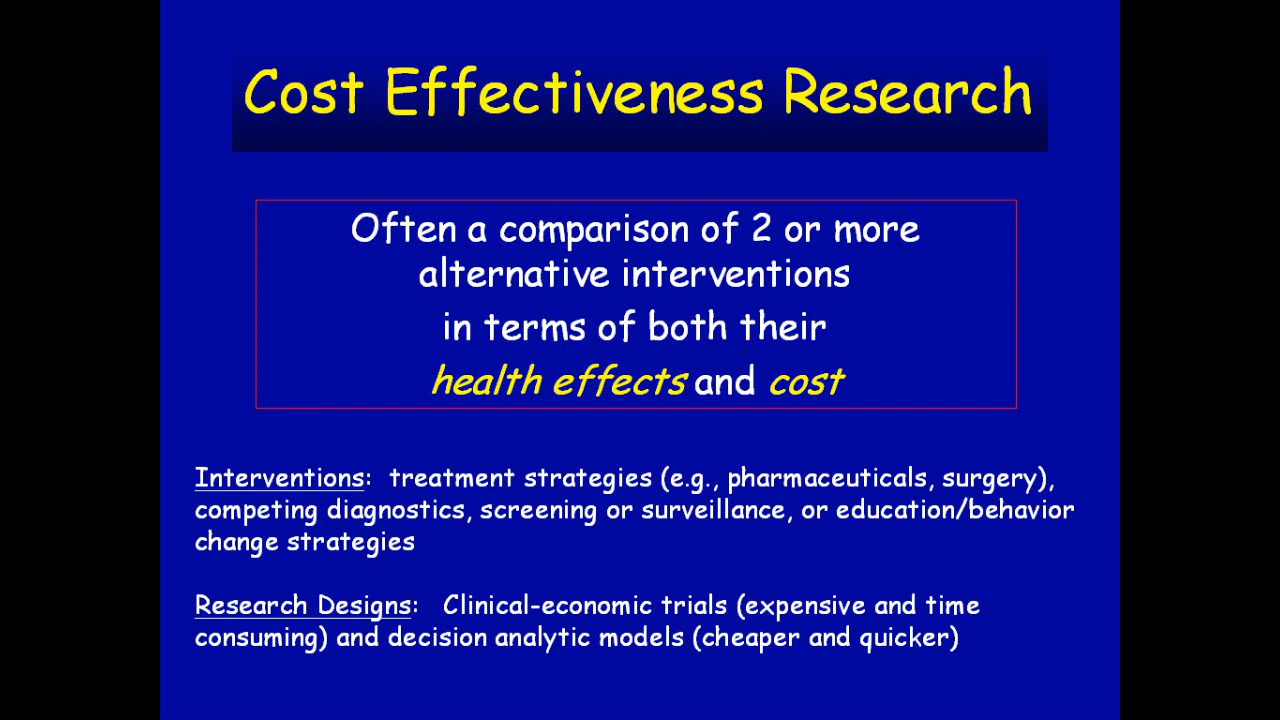 Cost Effectiveness Research
Often a comparison of 2 or more
alternative interventions
in terms of both their
health effects and cost
Interventions: treatment strategies (e.g., pharmaceuticals, surgery),
competing diagnostics, screening or surveillance, or education/behavior
change strategies
Research Designs: Clinical-economic trials (expensive and time
consuming) and decision analytic models (cheaper and quicker)